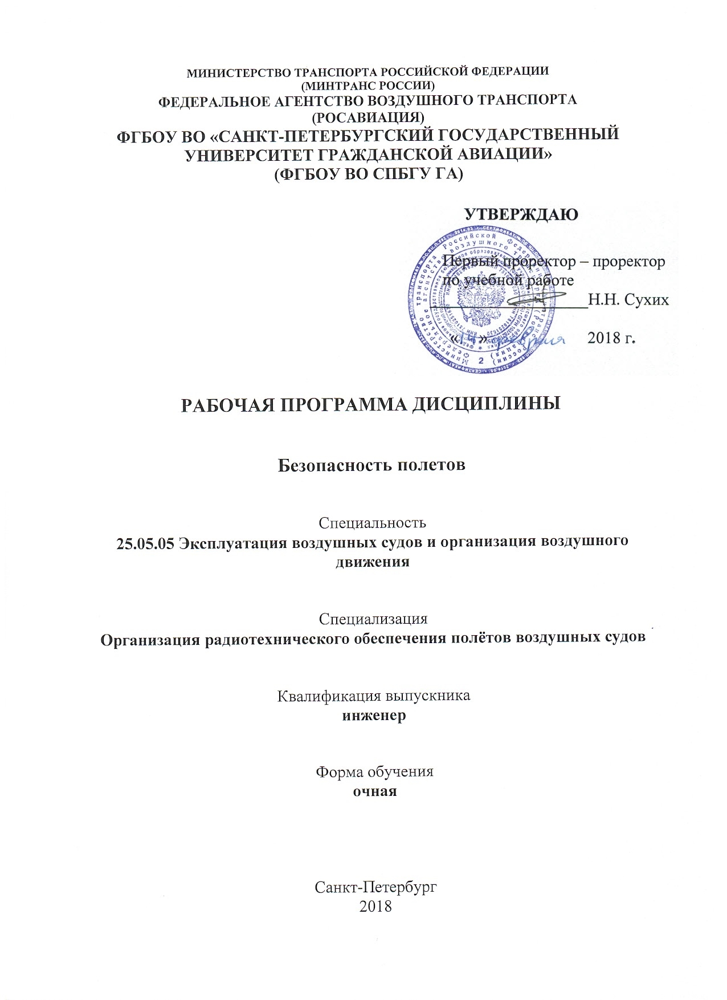 МИНИСТЕРСТВО ТРАНСПОРТА РОССИЙСКОЙ ФЕДЕРАЦИИ
(МИНТРАНС РОССИИ)
ФЕДЕРАЛЬНОЕ АГЕНТСТВО ВОЗДУШНОГО ТРАНСПОРТА
(РОСАВИАЦИЯ)
ФГБОУ ВО «САНКТ-ПЕТЕРБУРГСКИЙ ГОСУДАРСТВЕННЫЙ
УНИВЕРСИТЕТ ГРАЖДАНСКОЙ АВИАЦИИ»
(ФГБОУ ВО СПБГУ ГА)
УТВЕРЖДАЮ
Первый проректор – проректор
по учебной работе
Н.Н. Сухих
« » февраля 2018 г.
РАБОЧАЯ ПРОГРАММА ДИСЦИПЛИНЫ
Безопасность полетов
Специальность
25.05.05 Эксплуатация воздушных судов и организация воздушного
движения
Специализация
Организация радиотехнического обеспечения полётов воздушных судов
Квалификация выпускника
инженер
Форма обучения
очная
Санкт-Петербург
2018